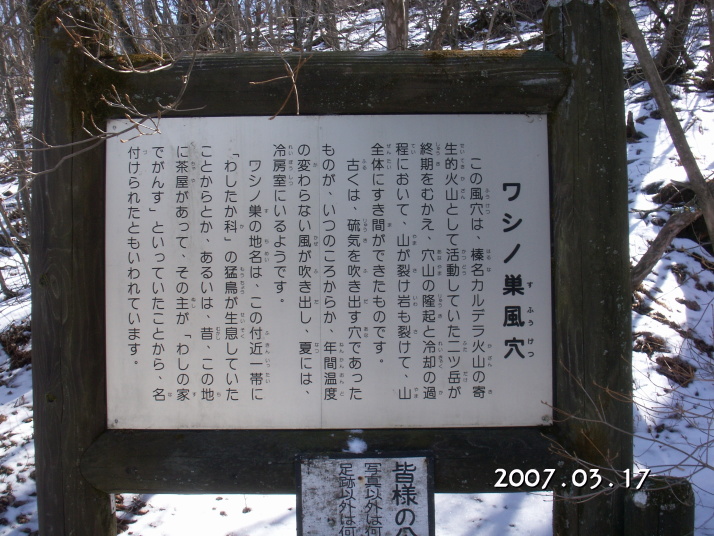 ワシノ巣風穴
すふうけつ
この風穴は、榛名カルデラ火山の寄
生的火山として活動していた二ツ岳が
終期をむかえ、穴山の隆起と冷却の過
程において、山が裂け岩も裂けて、山
全体にすき間ができたものです。
古くは、硫気を吹き出す穴であった
ものが、いつのころからか、年間温度
の変わらない風が吹き出し、夏には、
冷房室にいるようです。
ワシノ巣の地名は、この付近一帯に
「わしたか科」の猛鳥が生息していた
ことからとか、あるいは、昔、この地
に茶屋があって、その主が「わしの家
でがんす」といっていたことから、名
付けられたともいわれています。
皆様の
写真以外は何
足跡以外は何
2007.03.17